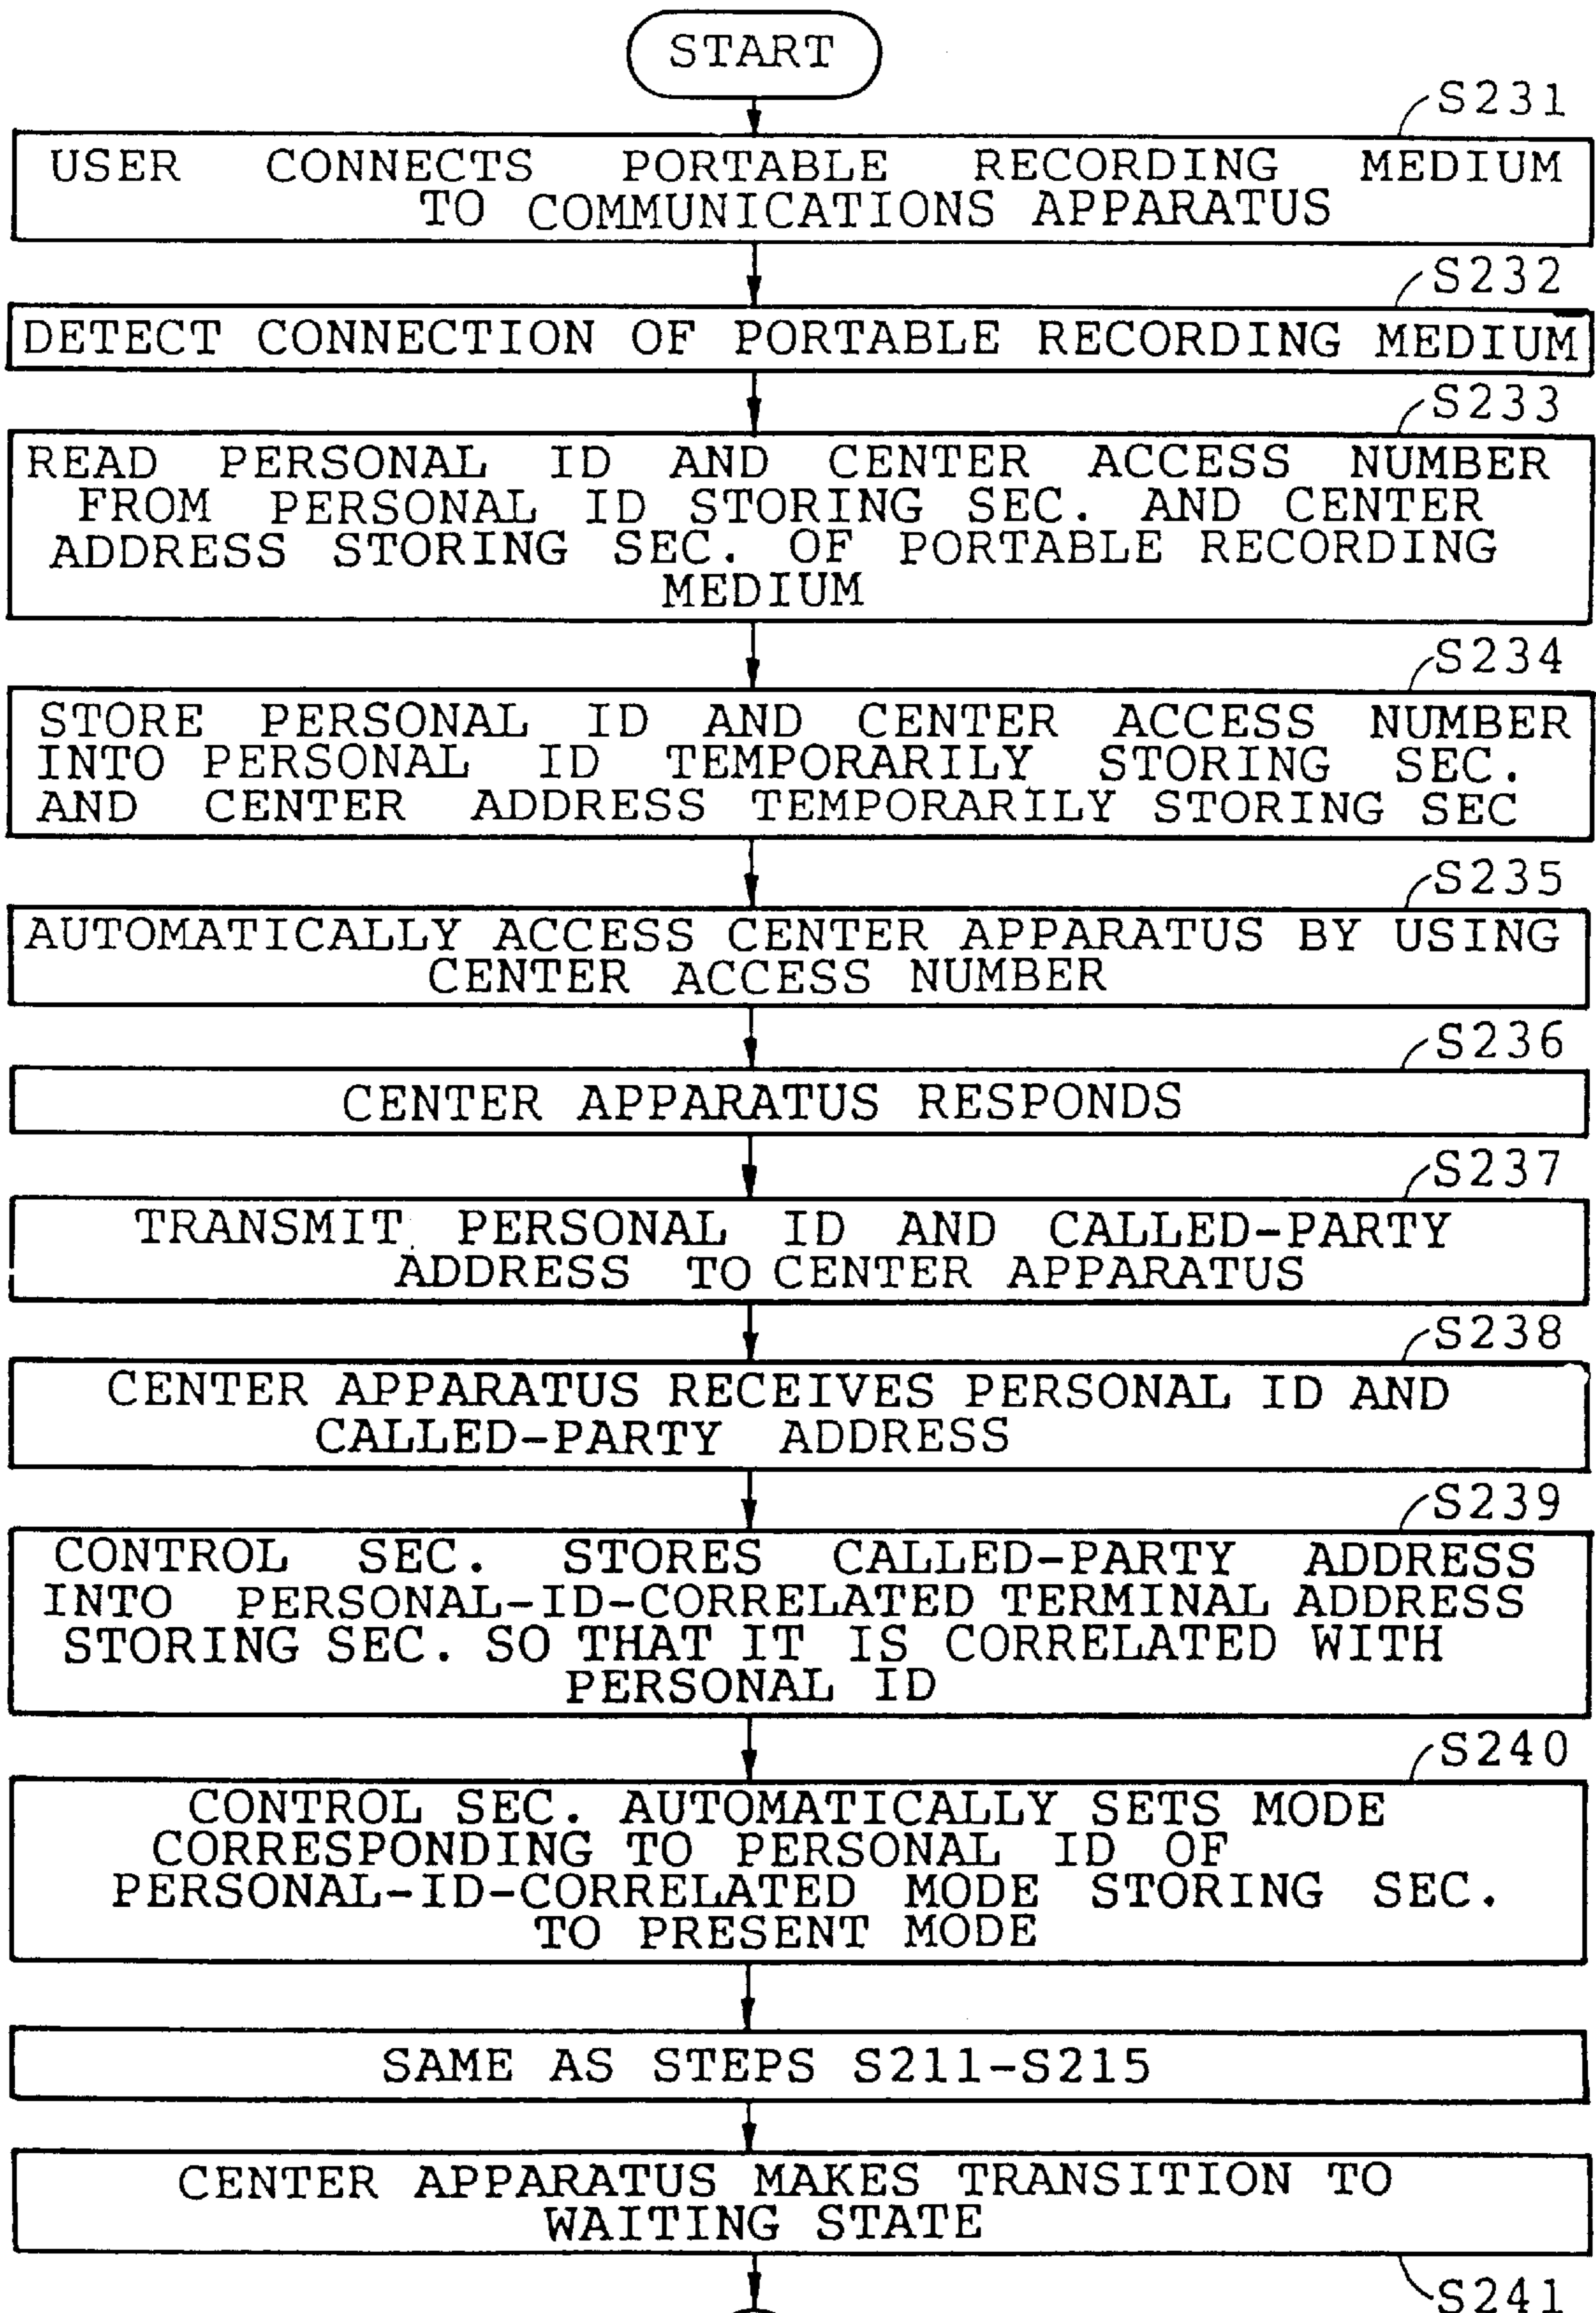 START
S231
USER CONNECTS PORTABLE RECORDING MEDIUM
TO COMMUNICATIONS APPARATUS
S232
DETECT CONNECTION OF PORTABLE RECORDING MEDIUM
S233
READ PERSONAL ID AND CENTER ACCESS NUMBER
FROM PERSONAL ID STORING SEC. AND CENTER
ADDRESS STORING SEC. OF PORTABLE RECORDING
MEDIUM
S234
STORE PERSONAL ID AND CENTER ACCESS NUMBER
INTO PERSONAL ID TEMPORARILY STORING SEC.
AND CENTER ADDRESS TEMPORARILY STORING SEC
S235
AUTOMATICALLY ACCESS CENTER APPARATUS BY USING
CENTER ACCESS NUMBER
S236
CENTER APPARATUS RESPONDS
S237
TRANSMIT PERSONAL ID AND CALLED-PARTY
ADDRESS TO CENTER APPARATUS
S238
CENTER APPARATUS RECEIVES PERSONAL ID AND
CALLED-PARTY ADDRESS
S239
CONTROL SEC. STORES CALLED-PARTY ADDRESS
INTO PERSONAL-ID-CORRELATED TERMINAL ADDRESS
STORING SEC. SO THAT IT IS CORRELATED WITH
PERSONAL ID
S240
CONTROL SEC. AUTOMATICALLY SETS MODE
CORRESPONDING TO PERSONAL ID OF
PERSONAL-ID-CORRELATED MODE STORING SEC.
TO PRESENT MODE
SAME AS STEPS S211-S215
CENTER APPARATUS MAKES TRANSITION TO
WAITING STATE
S241